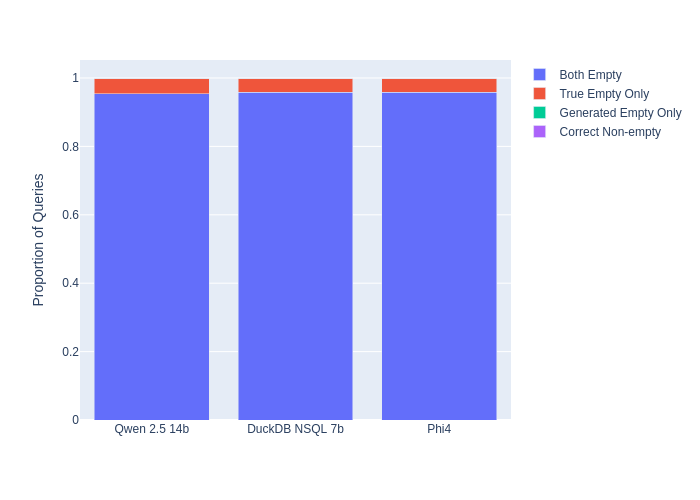 Proportion of Queries
1
0.8
0.6
0.4
0.2
0
Qwen 2.5 14b
DuckDB NSQL 7b
Phi4
Both Empty
True Empty Only
Generated Empty Only
Correct Non-empty